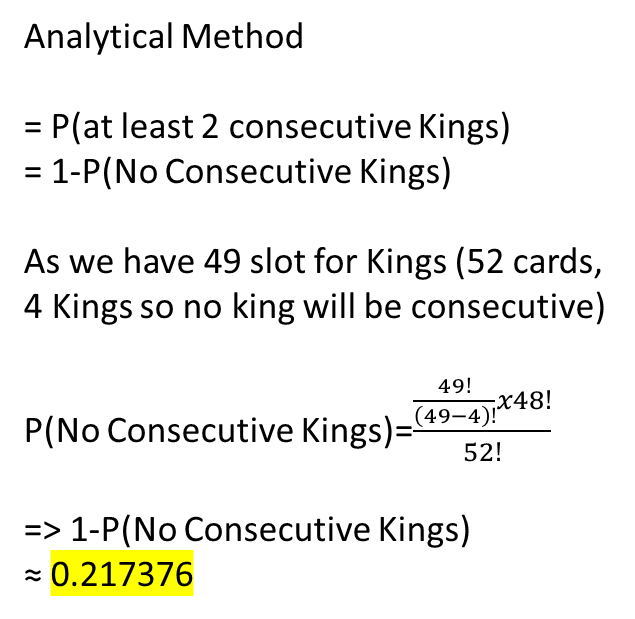 Analytical Method
= P(at least 2 consecutive Kings)
= 1-P(No Consecutive Kings)
As we have 49 slot for Kings (52 cards,
4 Kings so no king will be consecutive)
P(No Consecutive Kings)=\frac{\frac{49!}{(49-4)!}x48!}{52!}
=> 1-P(No Consecutive Kings)
≈ 0.217376